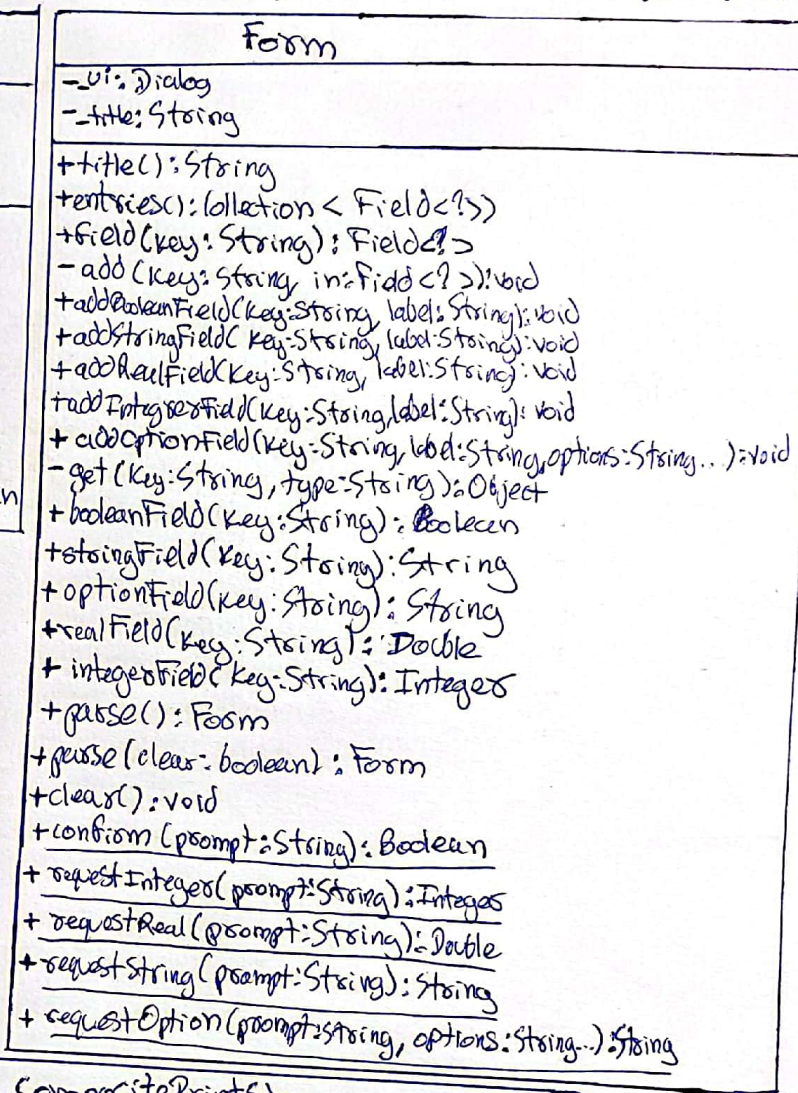 Form
-_ui: Dialog
-_title: String
+title(): String
+entries(): Collection < Field<?>>
+field(key: String): Field<?>
-add(key: String, in: Field<?>): void
+addBooleanField(key: String, label: String): void
+addStringField(key: String, label: String): void
+addRealField(key: String, label: String): void
+addIntegerField(key: String, label: String): void
+addOptionField(key: String, label: String, options: String...): void
-get(key: String, type: String): Object
+booleanField(key: String): Boolean
+stringField(key: String): String
+optionField(key: String): String
+realField(key: String): Double
+integerField(key: String): Integer
+parse(): Form
+parse(clear: boolean): Form
+clear(): void
+confirm(prompt: String): Boolean
+requestInteger(prompt: String): Integer
+requestReal(prompt: String): Double
+requestString(prompt: String): String
+requestOption(prompt: String, options: String...): String